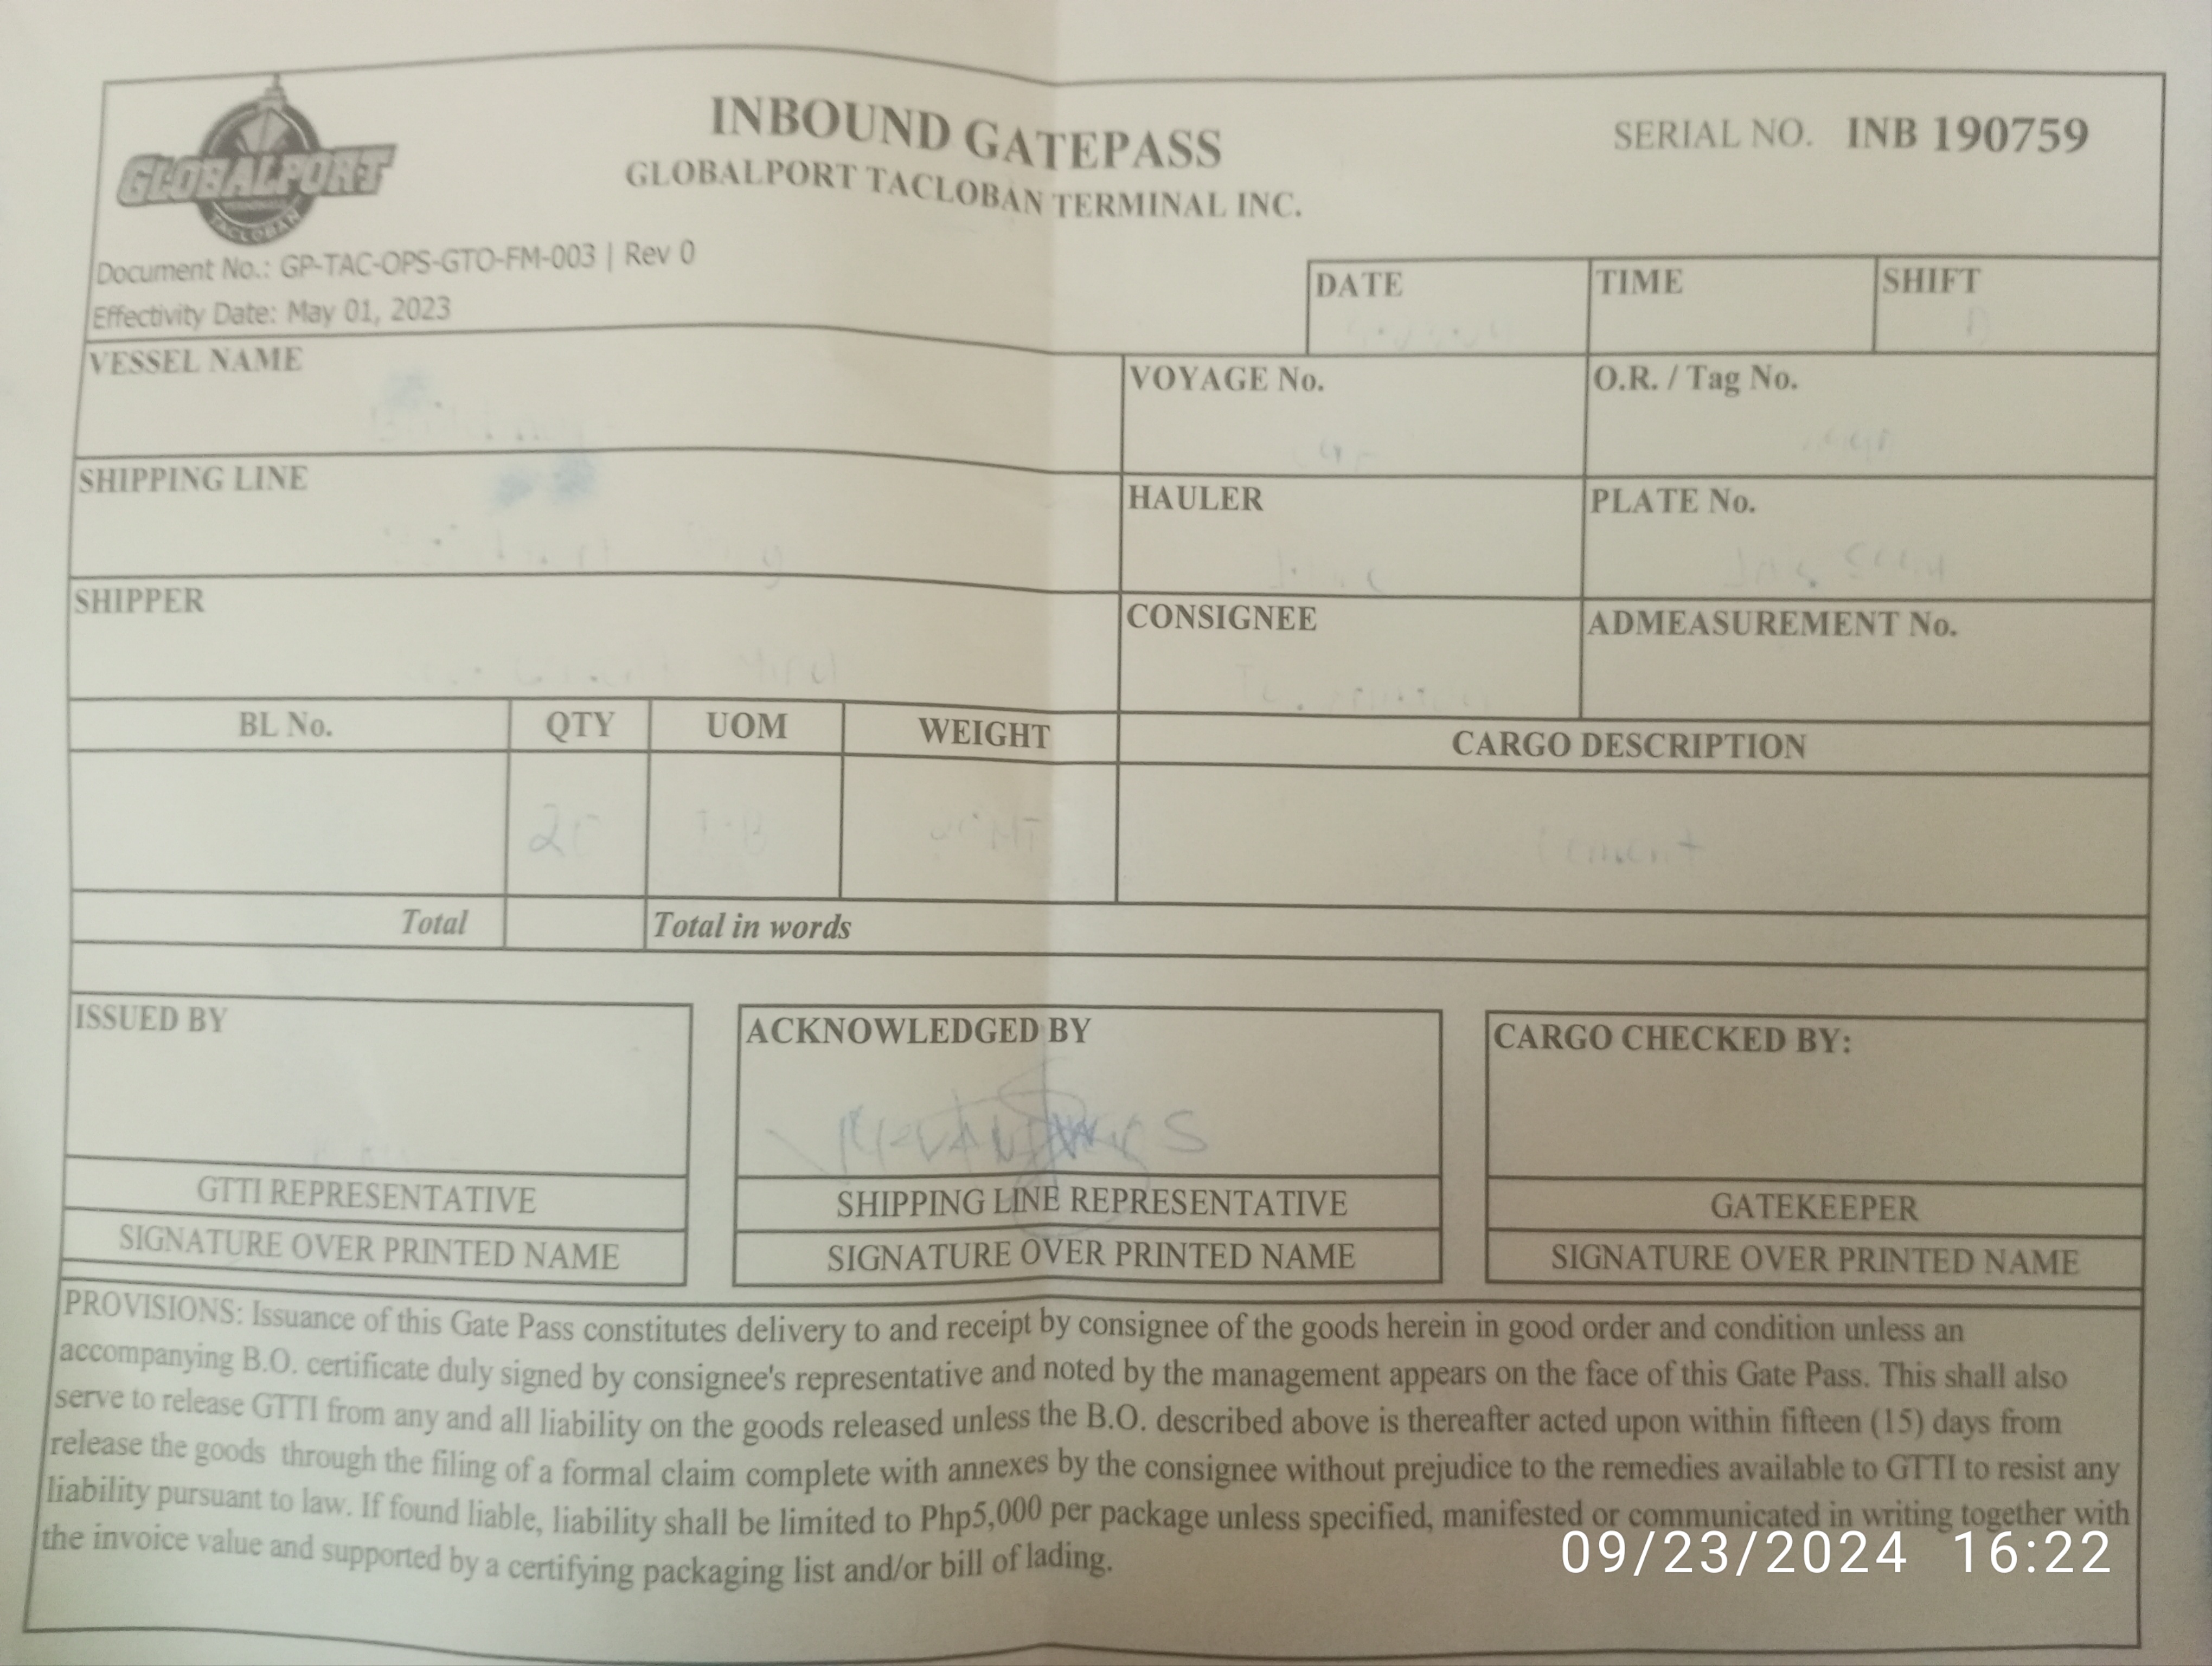 GLOBALPORT
TACLOBAN
INBOUND GATEPASS
GLOBALPORT TACLOBAN TERMINAL INC.
SERIAL NO. INB 190759
Document No.: GP-TAC-OPS-GTO-FM-003 | Rev 0
Effectivity Date: May 01, 2023
DATE TIME SHIFT
VESSEL NAME
VOYAGE No. O.R. / Tag No.
SHIPPING LINE
HAULER PLATE No.
SHIPPER
CONSIGNEE ADMEASUREMENT No.
BL No. QTY UOM WEIGHT CARGO DESCRIPTION
Cement
Total Total in words
ISSUED BY ACKNOWLEDGED BY CARGO CHECKED BY:
GTTI REPRESENTATIVE SHIPPING LINE REPRESENTATIVE GATEKEEPER
SIGNATURE OVER PRINTED NAME SIGNATURE OVER PRINTED NAME SIGNATURE OVER PRINTED NAME
PROVISIONS: Issuance of this Gate Pass constitutes delivery to and receipt by consignee of the goods herein in good order and condition unless an
accompanying B.O. certificate duly signed by consignee's representative and noted by the management appears on the face of this Gate Pass. This shall also
serve to release GTTI from any and all liability on the goods released unless the B.O. described above is thereafter acted upon within fifteen (15) days from
release the goods through the filing of a formal claim complete with annexes by the consignee without prejudice to the remedies available to GTTI to resist any
liability pursuant to law. If found liable, liability shall be limited to Php5,000 per package unless specified, manifested or communicated in writing together with
the invoice value and supported by a certifying packaging list and/or bill of lading.
09/23/2024 16:22